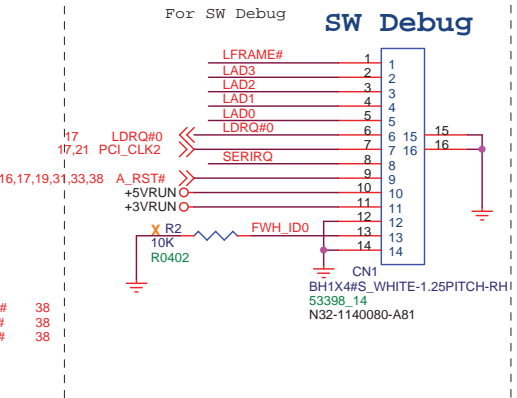 For SW Debug
SW Debug
LFRAME# 1 1
LAD3 2 2
LAD2 3 3
LAD1 4 4
LAD0 5 5
17 LDRQ#0 LDRQ#0 6 6 15 15
17,21 PCI_CLK2 7 7 16 16
SERIRQ 8 8
16,17,19,31,33,38 A_RST# 9 9
+5VRUN 10 10
+3VRUN 11 11
12 12
X R2 FWH_ID0 13 13
10K 14 14
R0402
CN1
BH1X4#S_WHITE-1.25PITCH-RH
53398_14
N32-1140080-A81
# 38
# 38
# 38